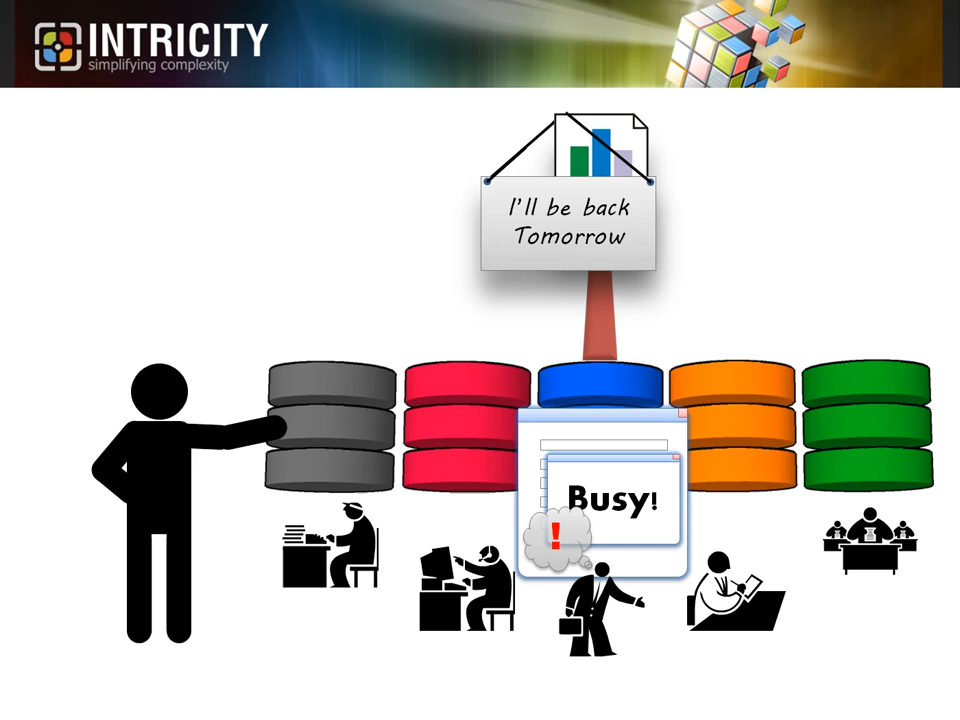 INTRICITY
simplifying complexity
I'll be back
Tomorrow
Busy!
!